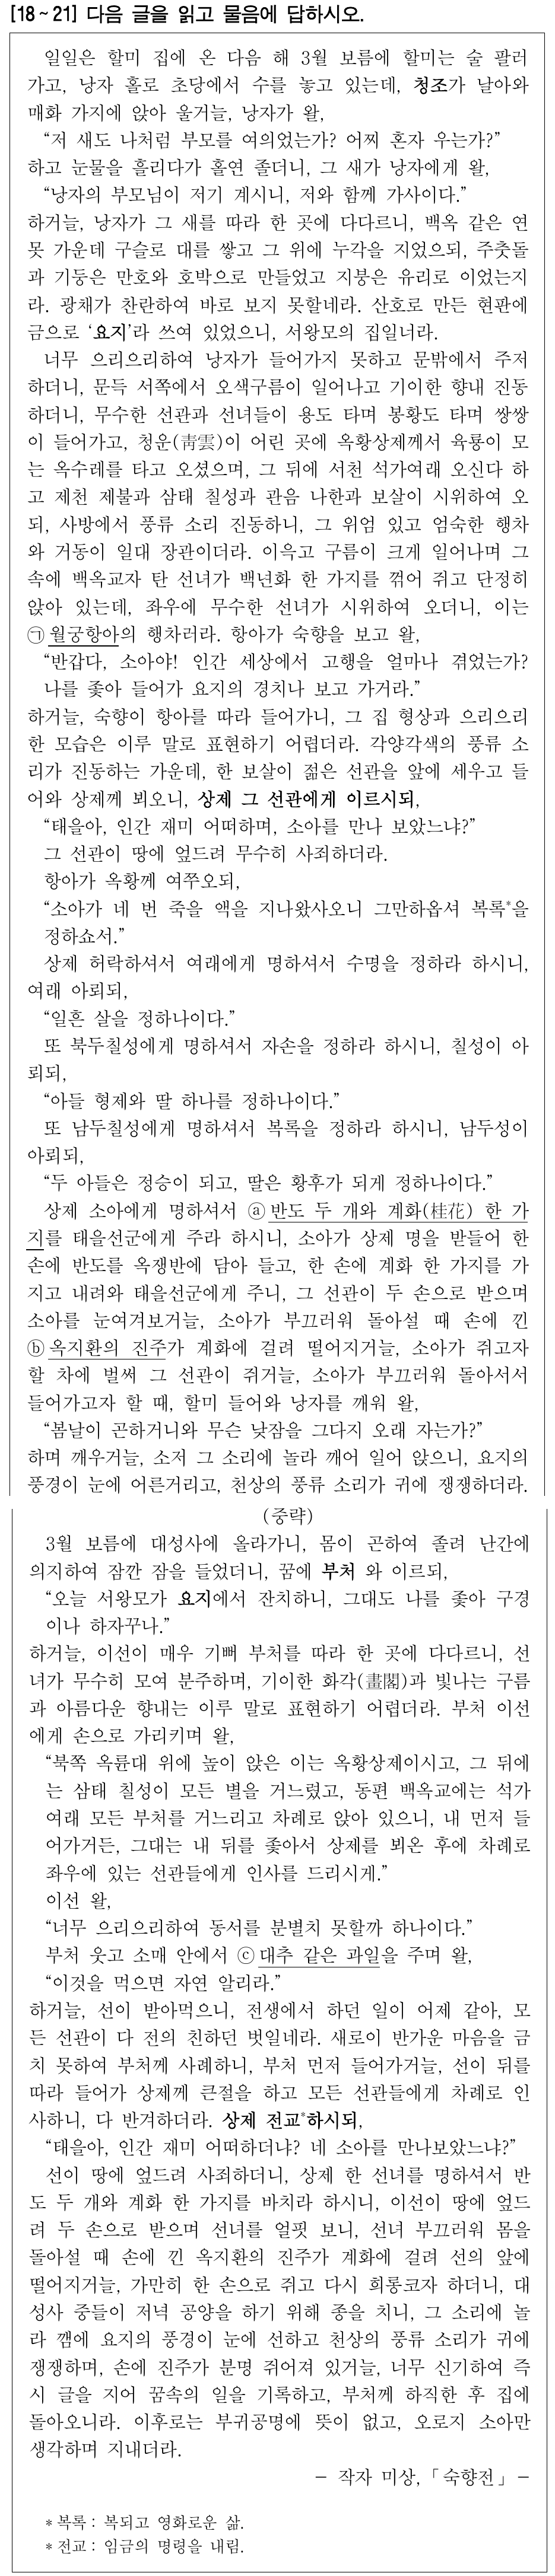 [18~21] 다음 글을 읽고 물음에 답하시오.
일일은 할미 집에 온 다음 해 3월 보름에 할미는 술 팔러
가고, 낭자 홀로 초당에서 수를 놓고 있는데, 청조가 날아와
매화 가지에 앉아 울거늘, 낭자가 왈,
“저 새도 나처럼 부모를 여의었는가? 어찌 혼자 우는가?”
하고 눈물을 흘리다가 홀연 졸더니, 그 새가 낭자에게 왈,
“낭자의 부모님이 저기 계시니, 저와 함께 가사이다.”
하거늘, 낭자가 그 새를 따라 한 곳에 다다르니, 백옥 같은 연
못 가운데 구슬로 대를 쌓고 그 위에 누각을 지었으되, 주춧돌
과 기둥은 만호와 호박으로 만들었고 지붕은 유리로 이었는지
라. 광채가 찬란하여 바로 보지 못할네라. 산호로 만든 현판에
금으로 ‘요지’라 쓰여 있었으니, 서왕모의 집일너라.
너무 으리으리하여 낭자가 들어가지 못하고 문밖에서 주저
하더니, 문득 서쪽에서 오색구름이 일어나고 기이한 향내 진동
하더니, 무수한 선관과 선녀들이 용도 타며 봉황도 타며 쌍쌍
이 들어가고, 청운(靑雲)이 어린 곳에 옥황상제께서 육룡이 모
는 옥수레를 타고 오셨으며, 그 뒤에 서천 석가여래 오신다 하
고 제천 제불과 삼태 칠성과 관음 나한과 보살이 시위하여 오
되, 사방에서 풍류 소리 진동하니, 그 위엄 있고 엄숙한 행차
와 거동이 일대 장관이더라. 이윽고 구름이 크게 일어나며 그
속에 백옥교자 탄 선녀가 백년화 한 가지를 꺾어 쥐고 단정히
앉아 있는데, 좌우에 무수한 선녀가 시위하여 오더니, 이는
㉠월궁항아의 행차러라. 항아가 숙향을 보고 왈,
“반갑다, 소아야! 인간 세상에서 고행을 얼마나 겪었는가?
나를 좇아 들어가 요지의 경치나 보고 가거라.”
하거늘, 숙향이 항아를 따라 들어가니, 그 집 형상과 으리으리
한 모습은 이루 말로 표현하기 어렵더라. 각양각색의 풍류 소
리가 진동하는 가운데, 한 보살이 젊은 선관을 앞에 세우고 들
어와 상제께 뵈오니, 상제 그 선관에게 이르시되,
“태을아, 인간 재미 어떠하며, 소아를 만나 보았느냐?”
그 선관이 땅에 엎드려 무수히 사죄하더라.
항아가 옥황께 여쭈오되,
“소아가 네 번 죽을 액을 지나왔사오니 그만하옵셔 복록*을
정하쇼서.”
상제 허락하셔서 여래에게 명하셔서 수명을 정하라 하시니,
여래 아뢰되,
“일흔 살을 정하나이다.”
또 북두칠성에게 명하셔서 자손을 정하라 하시니, 칠성이 아
뢰되,
“아들 형제와 딸 하나를 정하나이다.”
또 남두칠성에게 명하셔서 복록을 정하라 하시니, 남두성이
아뢰되,
“두 아들은 정승이 되고, 딸은 황후가 되게 정하나이다.”
상제 소아에게 명하셔서 ⓐ반도 두 개와 계화(桂花) 한 가
지를 태을선군에게 주라 하시니, 소아가 상제 명을 받들어 한
손에 반도를 옥쟁반에 담아 들고, 한 손에 계화 한 가지를 가
지고 내려와 태을선군에게 주니, 그 선관이 두 손으로 받으며
소아를 눈여겨보거늘, 소아가 부끄러워 돌아설 때 손에 낀
ⓑ옥지환의 진주가 계화에 걸려 떨어지거늘, 소아가 쥐고자
할 차에 벌써 그 선관이 쥐거늘, 소아가 부끄러워 돌아서서
들어가고자 할 때, 할미 들어와 낭자를 깨워 왈,
“봄날이 곤하거니와 무슨 낮잠을 그다지 오래 자는가?”
하며 깨우거늘, 소저 그 소리에 놀라 깨어 일어 앉으니, 요지의
풍경이 눈에 어른거리고, 천상의 풍류 소리가 귀에 쟁쟁하더라.
(중략)
3월 보름에 대성사에 올라가니, 몸이 곤하여 졸려 난간에
의지하여 잠깐 잠을 들었더니, 꿈에 부처 와 이르되,
“오늘 서왕모가 요지에서 잔치하니, 그대도 나를 좇아 구경
이나 하자꾸나.”
하거늘, 이선이 매우 기뻐 부처를 따라 한 곳에 다다르니, 선
녀가 무수히 모여 분주하며, 기이한 화각(畫閣)과 빛나는 구름
과 아름다운 향내는 이루 말로 표현하기 어렵더라. 부처 이선
에게 손으로 가리키며 왈,
“북쪽 옥륜대 위에 높이 앉은 이는 옥황상제이시고, 그 뒤에
는 삼태 칠성이 모든 별을 거느렸고, 동편 백옥교에는 석가
여래 모든 부처를 거느리고 차례로 앉아 있으니, 내 먼저 들
어가거든, 그대는 내 뒤를 좇아서 상제를 뵈온 후에 차례로
좌우에 있는 선관들에게 인사를 드리시게.”
이선 왈,
“너무 으리으리하여 동서를 분별치 못할까 하나이다.”
부처 웃고 소매 안에서 ⓒ대추 같은 과일을 주며 왈,
“이것을 먹으면 자연 알리라.”
하거늘, 선이 받아먹으니, 전생에서 하던 일이 어제 같아, 모
든 선관이 다 전의 친하던 벗일네라. 새로이 반가운 마음을 금
치 못하여 부처께 사례하니, 부처 먼저 들어가거늘, 선이 뒤를
따라 들어가 상제께 큰절을 하고 모든 선관들에게 차례로 인
사하니, 다 반겨하더라. 상제 전교*하시되,
“태을아, 인간 재미 어떠하더냐? 네 소아를 만나보았느냐?”
선이 땅에 엎드려 사죄하더니, 상제 한 선녀를 명하셔서 반
도 두 개와 계화 한 가지를 바치라 하시니, 이선이 땅에 엎드
려 두 손으로 받으며 선녀를 얼핏 보니, 선녀 부끄러워 몸을
돌아설 때 손에 낀 옥지환의 진주가 계화에 걸려 선의 앞에
떨어지거늘, 가만히 한 손으로 쥐고 다시 희롱코자 하더니, 대
성사 중들이 저녁 공양을 하기 위해 종을 치니, 그 소리에 놀
라 깸에 요지의 풍경이 눈에 선하고 천상의 풍류 소리가 귀에
쟁쟁하며, 손에 진주가 분명 쥐어져 있거늘, 너무 신기하여 즉
시 글을 지어 꿈속의 일을 기록하고, 부처께 하직한 후 집에
돌아오니라. 이후로는 부귀공명에 뜻이 없고, 오로지 소아만
생각하며 지내더라.
- 작자 미상, 「숙향전」 -
* 복록 : 복되고 영화로운 삶.
* 전교 : 임금의 명령을 내림.